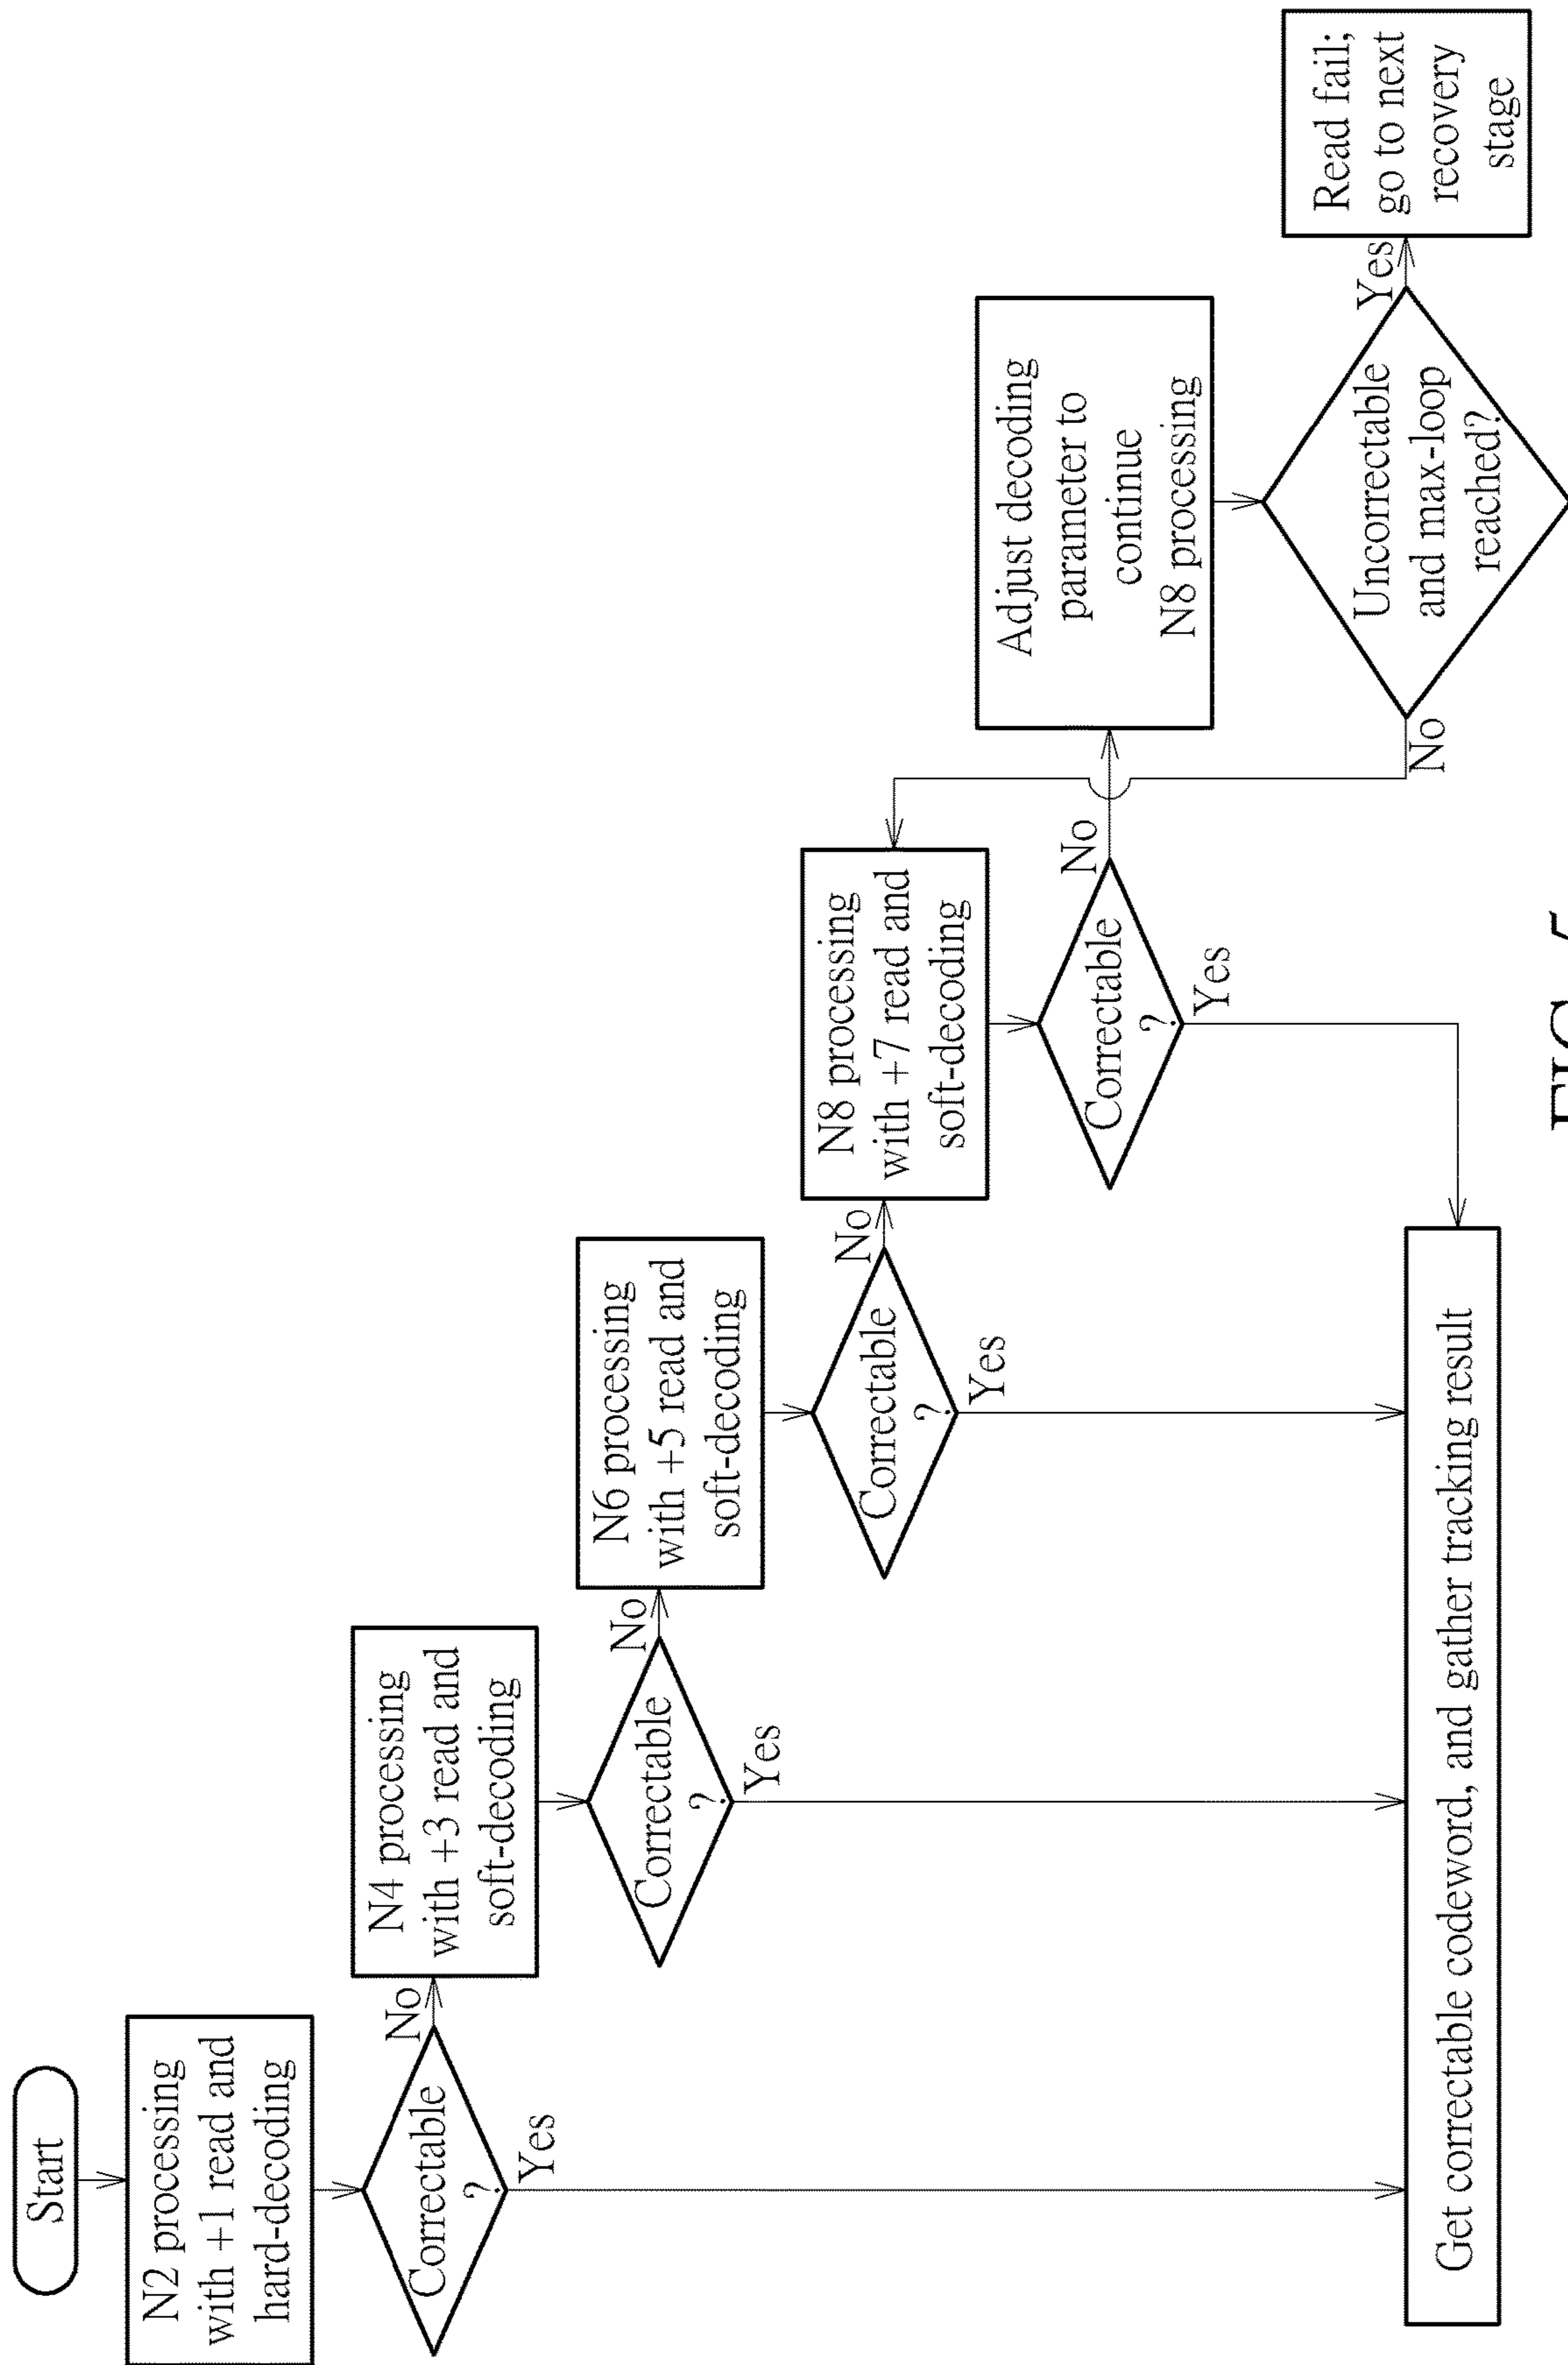 Start
N2 processing
with +1 read and
hard-decoding
Correctable
?
No
Yes
N4 processing
with +3 read and
soft-decoding
Correctable
?
No
Yes
N6 processing
with +5 read and
soft-decoding
Correctable
?
No
Yes
N8 processing
with +7 read and
soft-decoding
Correctable
?
No
Yes
Adjust decoding
parameter to
continue
N8 processing
Uncorrectable
and max-loop
reached?
No
Yes
Read fail;
go to next
recovery
stage
Get correctable codeword, and gather tracking result